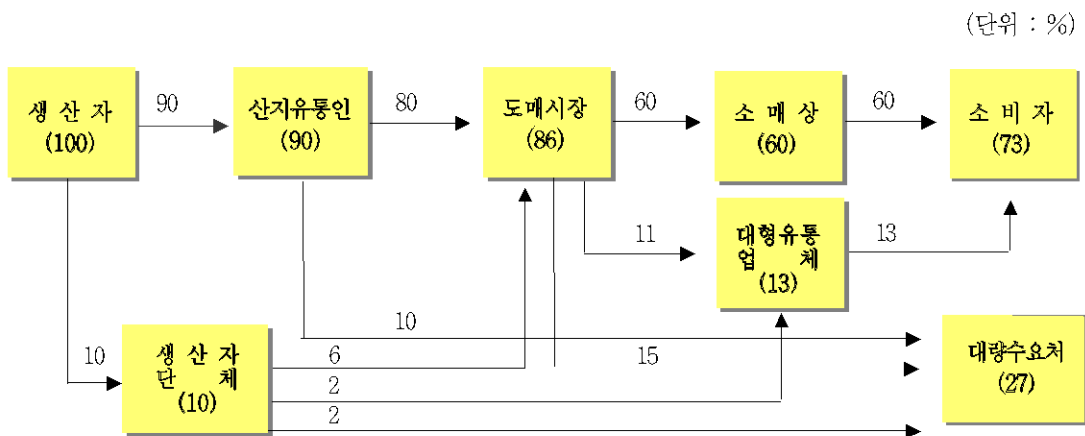 (단위 : %)
생 산 자
(100)
90
산지유통인
(90)
80
도매시장
(86)
60
소 매 상
(60)
60
소 비 자
(73)
11
대형유통
업 체
(13)
13
10
10
생 산 자
단 체
(10)
6
2
2
15
대량수요처
(27)